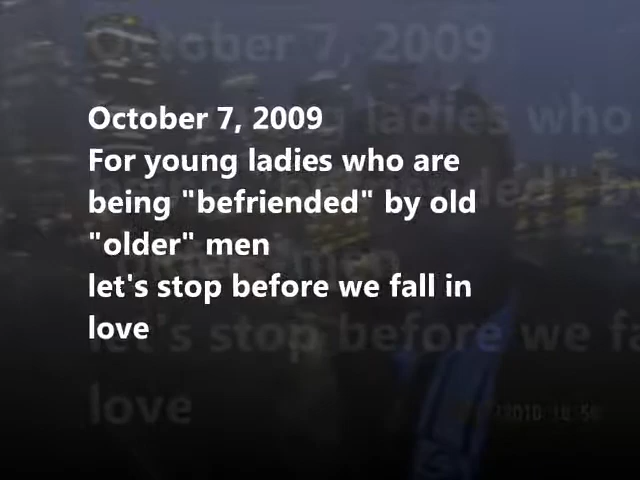 October 7, 2009
For young ladies who are
being "befriended" by old
"older" men
let's stop before we fall in
love